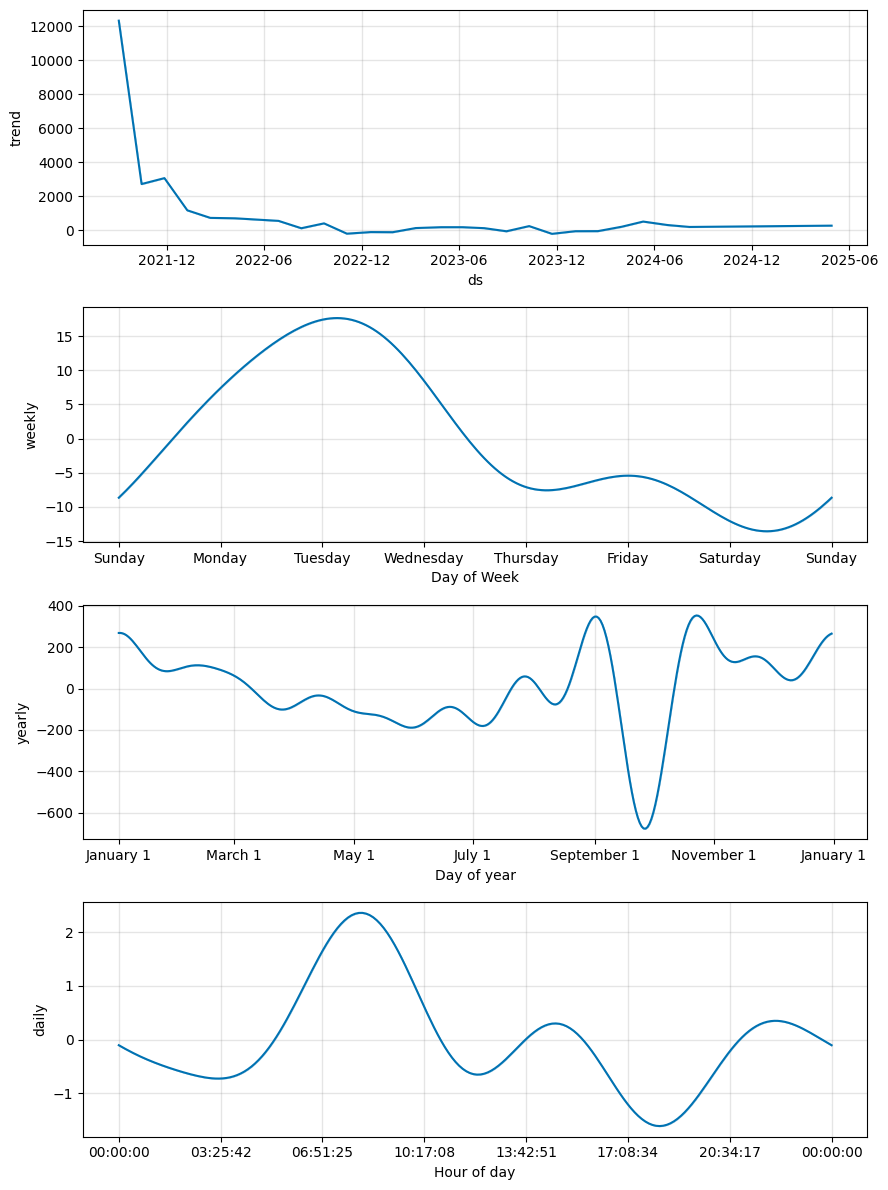 12000
10000
8000
6000
4000
2000
0
trend
2021-12 2022-06 2022-12 2023-06 2023-12 2024-06 2024-12 2025-06
ds
15
10
5
0
−5
−10
−15
weekly
Sunday Monday Tuesday Wednesday Thursday Friday Saturday Sunday
Day of Week
400
200
0
−200
−400
−600
yearly
January 1 March 1 May 1 July 1 September 1 November 1 January 1
Day of year
2
1
0
−1
daily
00:00:00 03:25:42 06:51:25 10:17:08 13:42:51 17:08:34 20:34:17 00:00:00
Hour of day